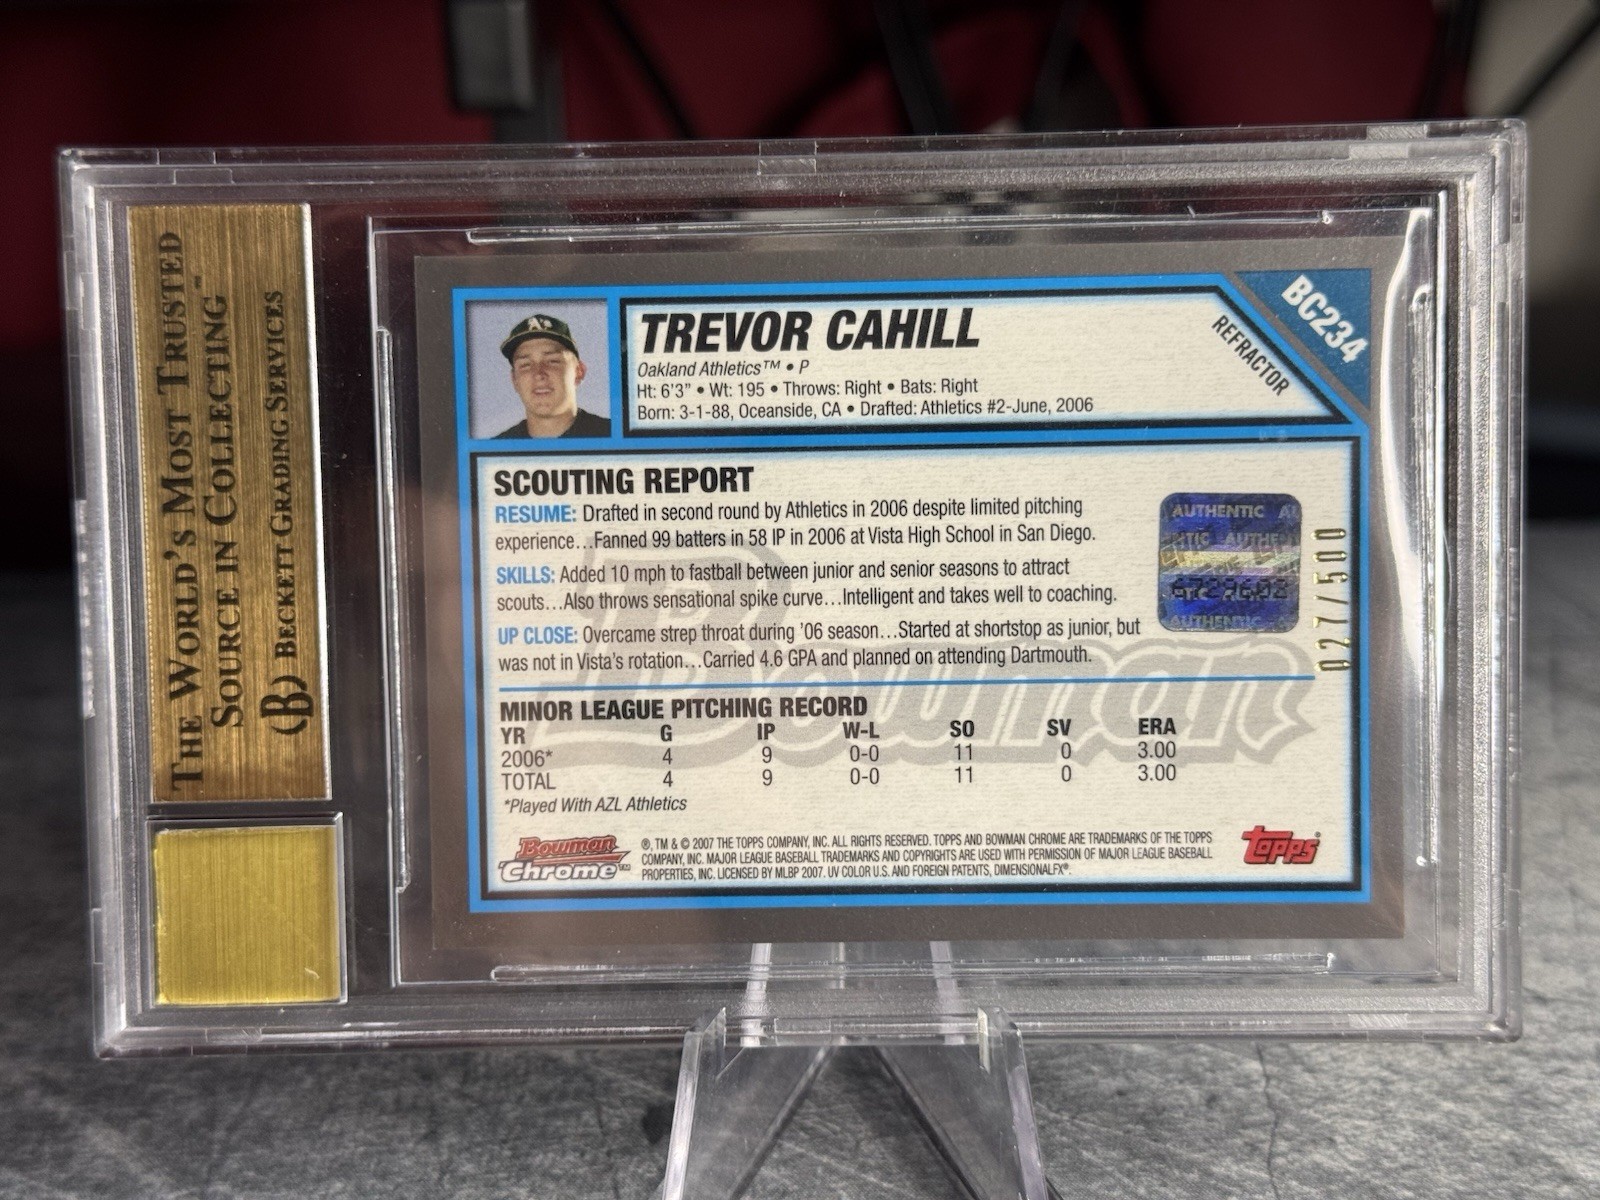 THE WORLD'S MOST TRUSTED
SOURCE IN COLLECTING™
BECKETT GRADING SERVICES
A's
TREVOR CAHILL
Oakland Athletics™ • P
Ht: 6'3" • Wt: 195 • Throws: Right • Bats: Right
Born: 3-1-88, Oceanside, CA • Drafted: Athletics #2-June, 2006
BC234
REFRACTOR
SCOUTING REPORT
RESUME: Drafted in second round by Athletics in 2006 despite limited pitching
experience...Fanned 99 batters in 58 IP in 2006 at Vista High School in San Diego.
SKILLS: Added 10 mph to fastball between junior and senior seasons to attract
scouts...Also throws sensational spike curve...Intelligent and takes well to coaching.
UP CLOSE: Overcame strep throat during '06 season...Started at shortstop as junior, but
was not in Vista's rotation...Carried 4.6 GPA and planned on attending Dartmouth.
AUTHENTIC
AUTHENTIC
027/500
Bowman
MINOR LEAGUE PITCHING RECORD
YR G IP W-L SO SV ERA
2006* 4 9 0-0 11 0 3.00
TOTAL 4 9 0-0 11 0 3.00
*Played With AZL Athletics
Bowman
Chrome
®, TM & © 2007 THE TOPPS COMPANY, INC. ALL RIGHTS RESERVED. TOPPS AND BOWMAN CHROME ARE TRADEMARKS OF THE TOPPS
COMPANY, INC. MAJOR LEAGUE BASEBALL TRADEMARKS AND COPYRIGHTS ARE USED WITH PERMISSION OF MAJOR LEAGUE BASEBALL
PROPERTIES, INC. LICENSED BY MLBP 2007. UV COLOR U.S. AND FOREIGN PATENTS, DIMENSIONALFX®.
topps®